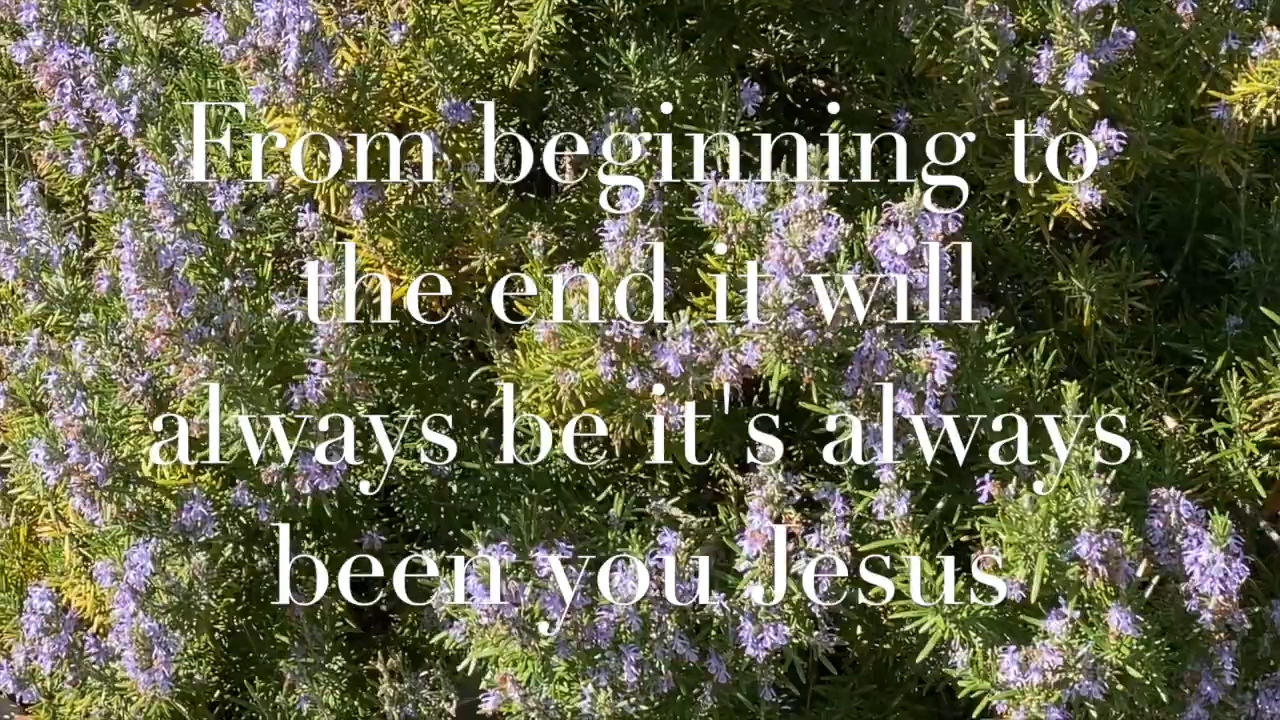 From beginning to
the end it will
always be it's always
been you Jesus